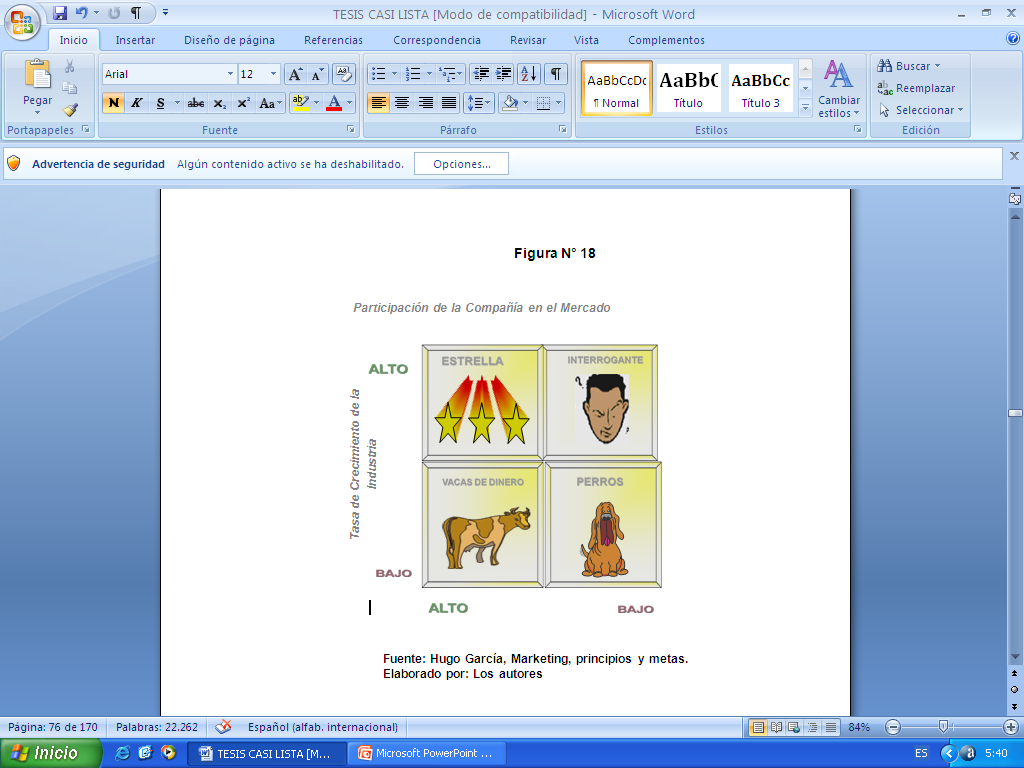 TESIS CASI LISTA [Modo de compatibilidad] - Microsoft Word
Inicio Insertar Diseño de página Referencias Correspondencia Revisar Vista Complementos
Pegar
Portapapeles
Arial 12
N K S abc x₂ x² Aa ab A
Fuente
Párrafo
AaBbCcDc AaBbC AaBbCc
¶ Normal Título Título 3
Cambiar estilos
Estilos
Buscar
Reemplazar
Seleccionar
Edición
Advertencia de seguridad Algún contenido activo se ha deshabilitado. Opciones...
Figura N° 18
Participación de la Compañía en el Mercado
ALTO
ESTRELLA INTERROGANTE
Tasa de Crecimiento de la
Industria
VACAS DE DINERO PERROS
BAJO
ALTO BAJO
Fuente: Hugo García, Marketing, principios y metas.
Elaborado por: Los autores
Página: 76 de 170 Palabras: 22.262 Español (alfab. internacional) 84%
Inicio TESIS CASI LISTA [M... Microsoft PowerPoint ... ES 5:40